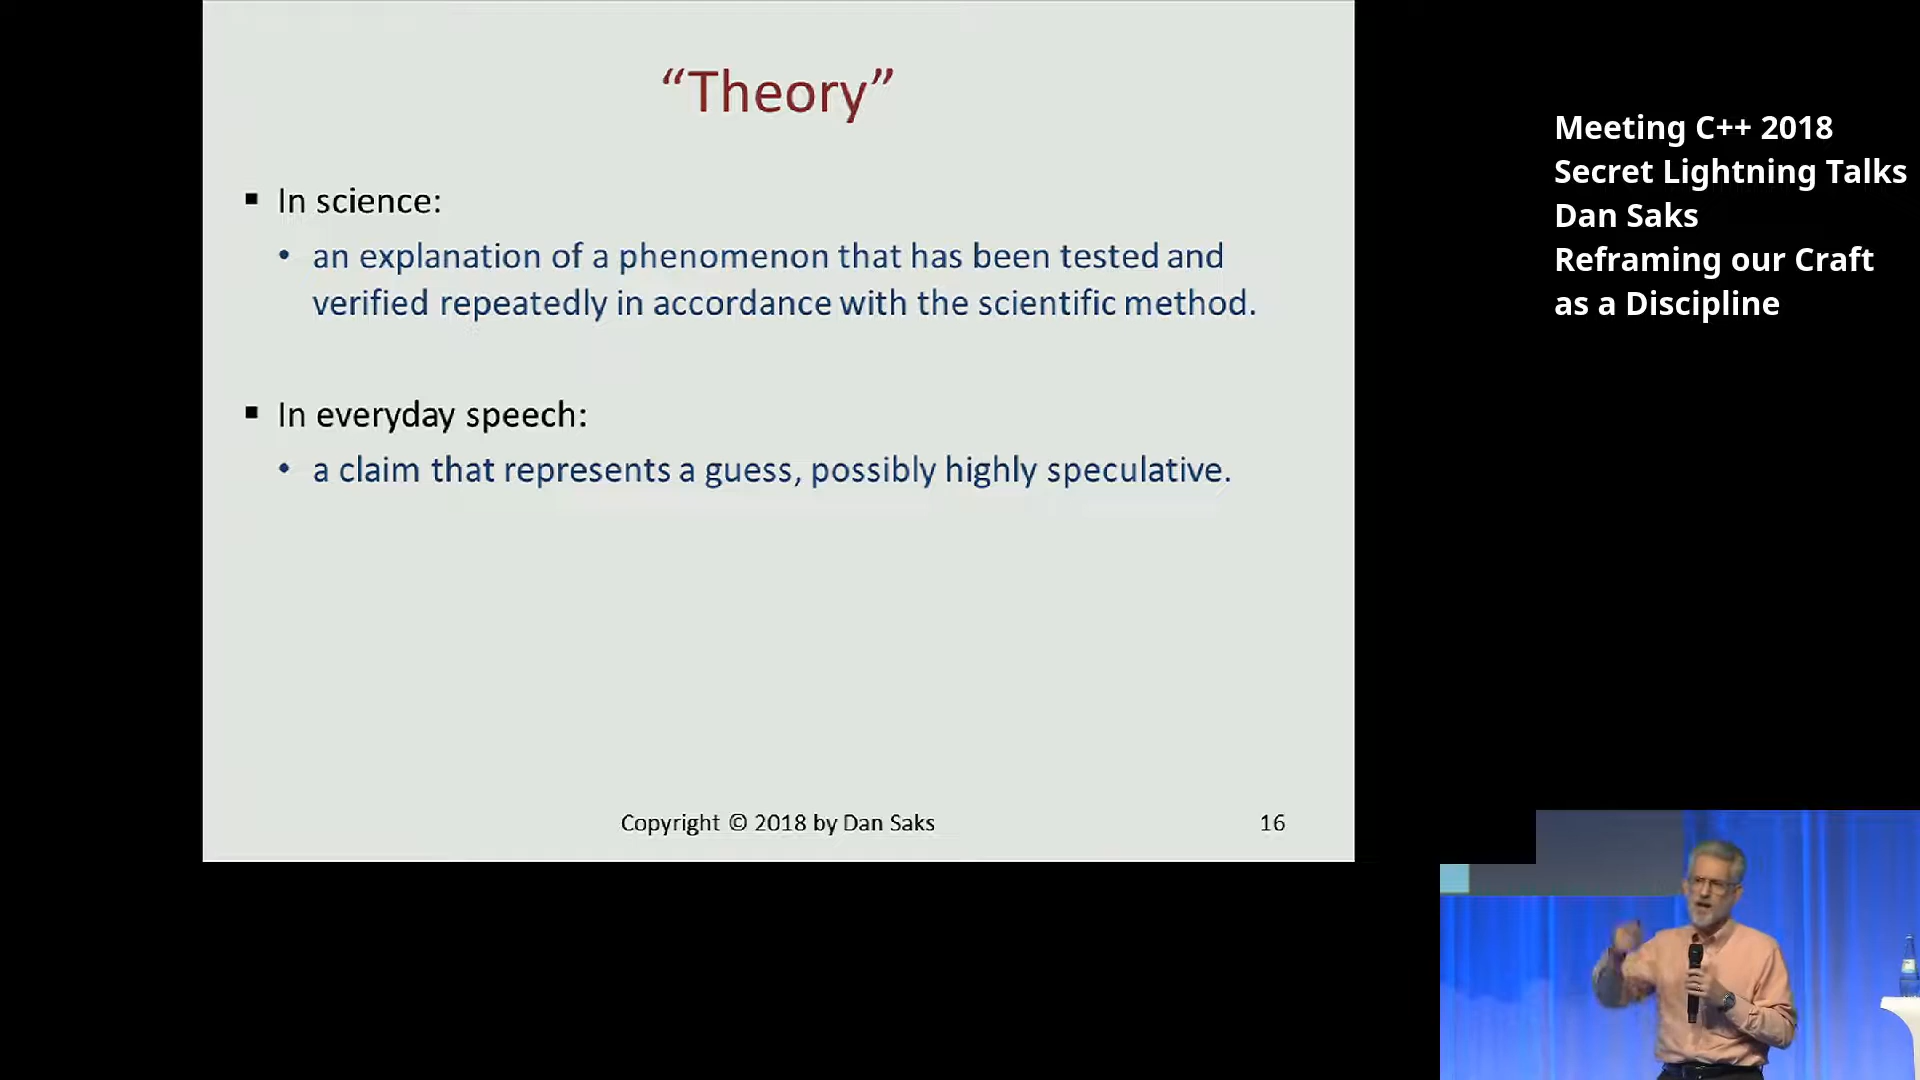 “Theory”
▪ In science:
• an explanation of a phenomenon that has been tested and
verified repeatedly in accordance with the scientific method.
▪ In everyday speech:
• a claim that represents a guess, possibly highly speculative.
Copyright © 2018 by Dan Saks
16
Meeting C++ 2018
Secret Lightning Talks
Dan Saks
Reframing our Craft
as a Discipline